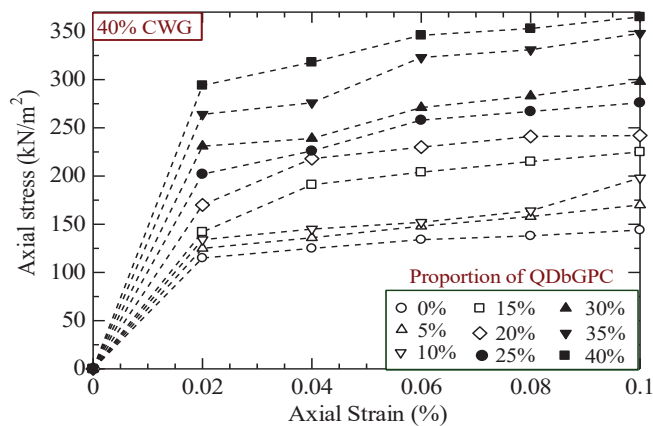 40% CWG
350
300
250
200
150
100
50
0
Axial stress (kN/m²)
Proportion of QDbGPC
0% 15% 30%
5% 20% 35%
10% 25% 40%
0 0.02 0.04 0.06 0.08 0.1
Axial Strain (%)